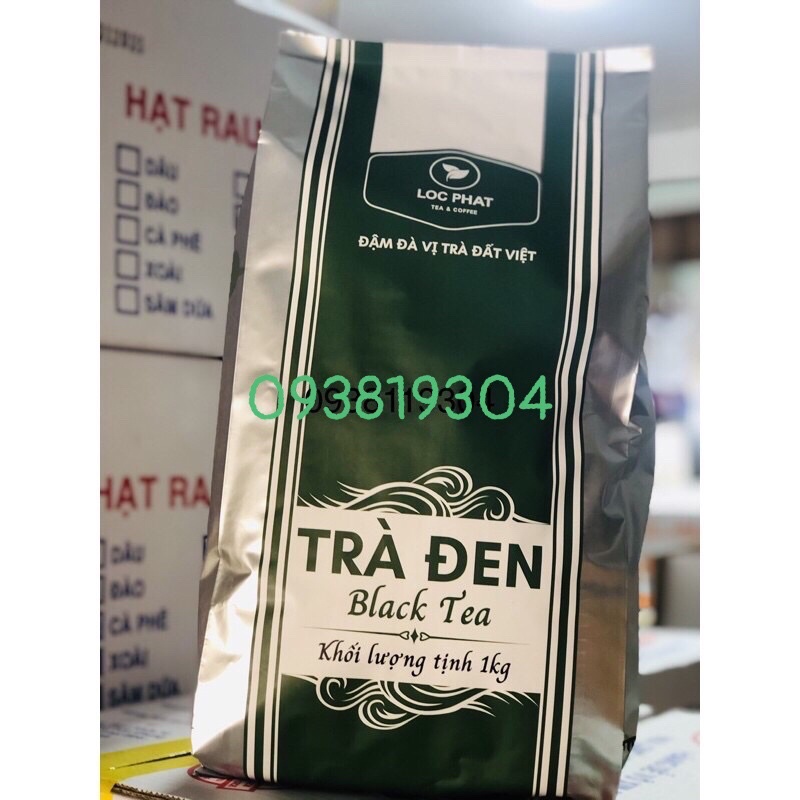 HẠT RAU
DÂU
ĐÀO
CÀ PHÊ
XOÀI
SÂM DỨA
LOC PHAT
TEA & COFFEE
ĐẬM ĐÀ VỊ TRÀ ĐẤT VIỆT
093819304
TRÀ ĐEN
Black Tea
Khối lượng tịnh 1kg
HẠT RAU
DÂU
ĐÀO
CÀ PHÊ
XOÀI
SÂM DỨA